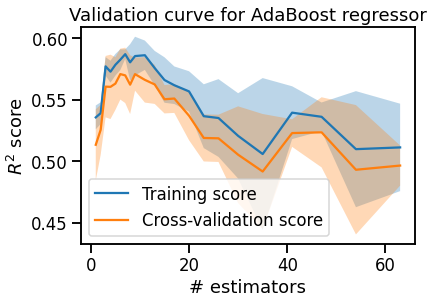 Validation curve for AdaBoost regressor
0.60
0.55
0.50
0.45
R² score
Training score
Cross-validation score
0
20
40
60
# estimators